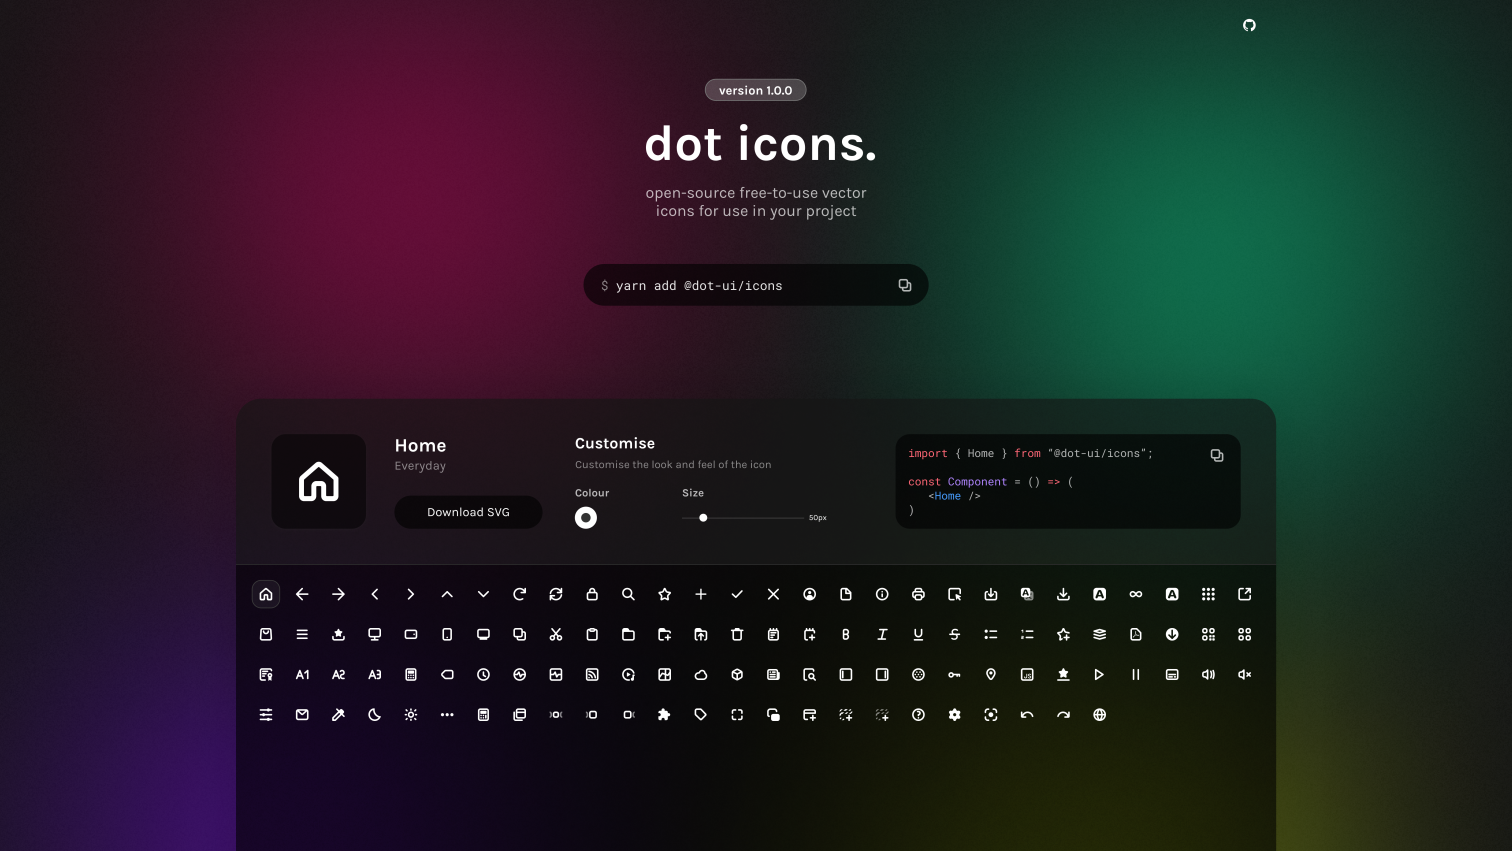 version 1.0.0
dot icons.
open-source free-to-use vector
icons for use in your project
$ yarn add @dot-ui/icons
Home
Everyday
Download SVG
Customise
Customise the look and feel of the icon
Colour
Size
50px
import { Home } from "@dot-ui/icons";
const Component = () => (
<Home />
)
A1 A2 A3